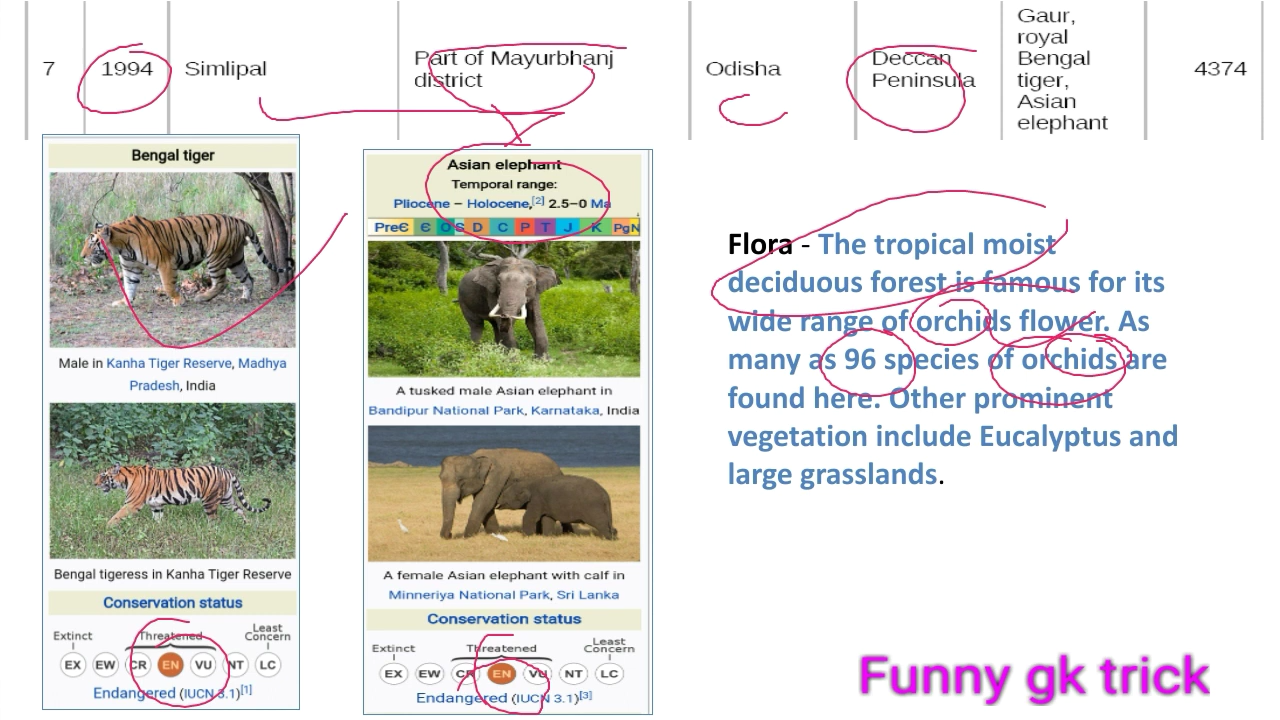 7 1994 Simlipal Part of Mayurbhanj district Odisha Deccan Peninsula Gaur, royal Bengal tiger, Asian elephant 4374
Bengal tiger
Male in Kanha Tiger Reserve, Madhya
Pradesh, India
Bengal tigeress in Kanha Tiger Reserve
Conservation status
Extinct Threatened Least Concern
EX EW CR EN VU NT LC
Endangered (IUCN 3.1)[1]
Asian elephant
Temporal range:
Pliocene – Holocene,[2] 2.5–0 Ma
PreЄ Є O S D C P T J K PgN
A tusked male Asian elephant in
Bandipur National Park, Karnataka, India
A female Asian elephant with calf in
Minneriya National Park, Sri Lanka
Conservation status
Extinct Threatened Least Concern
EX EW CR EN VU NT LC
Endangered (IUCN 3.1)[3]
Flora - The tropical moist
deciduous forest is famous for its
wide range of orchids flower. As
many as 96 species of orchids are
found here. Other prominent
vegetation include Eucalyptus and
large grasslands.
Funny gk trick